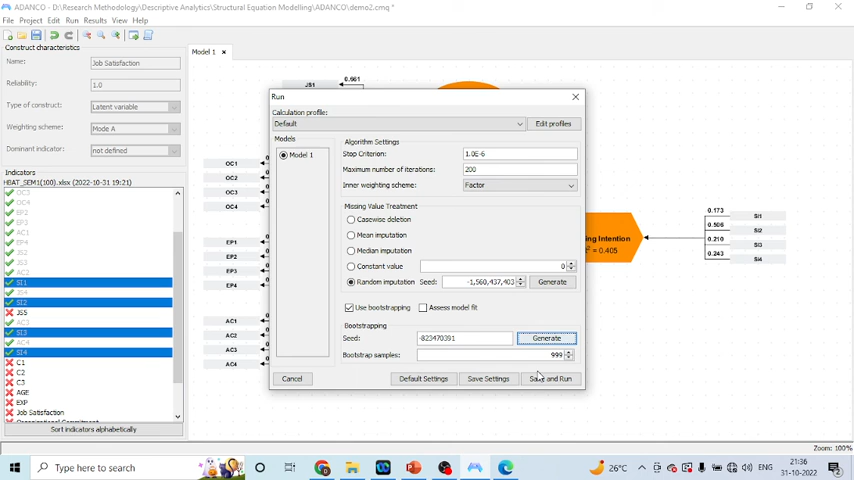 ADANCO - [D:\Research Methodology\Descriptive Analytics\Structural Equation Modelling\ADANCO\demo2.cmq *
File Project Edit Run Results View Help
Construct characteristics
Name: Job Satisfaction
Reliability: 1.0
Type of construct: Latent variable
Weighting scheme: Mode A
Dominant indicator: not defined
Indicators
HBAT_SEM1(100).xlsx (2022-10-31 19:21)
OC3
OC4
EP2
EP3
AC1
EP4
JS2
JS3
AC2
SI1
JS4
SI2
JS5
AC3
SI3
AC4
SI4
C1
C2
C3
AGE
EXP
Job Satisfaction
Sort indicators alphabetically
Model 1
JS1
0.661
OC1
OC2
OC3
OC4
EP1
EP2
EP3
EP4
AC1
AC2
AC3
AC4
Run
Calculation profile:
Default
Edit profiles
Models
Model 1
Algorithm Settings
Stop Criterion: 1.0E-6
Maximum number of iterations: 200
Inner weighting scheme: Factor
Missing Value Treatment
Casewise deletion
Mean imputation
Median imputation
Constant value 0
Random imputation Seed: -1,560,437,403 Generate
Use bootstrapping Assess model fit
Bootstrapping
Seed: -823470391 Generate
Bootstrap samples: 999
Cancel Default Settings Save Settings Save and Run
ing Intention
= 0.405
0.173 SI1
0.506 SI2
0.210 SI3
0.243 SI4
Zoom: 100%
Type here to search
26°C
ENG
21:36
31-10-2022
2